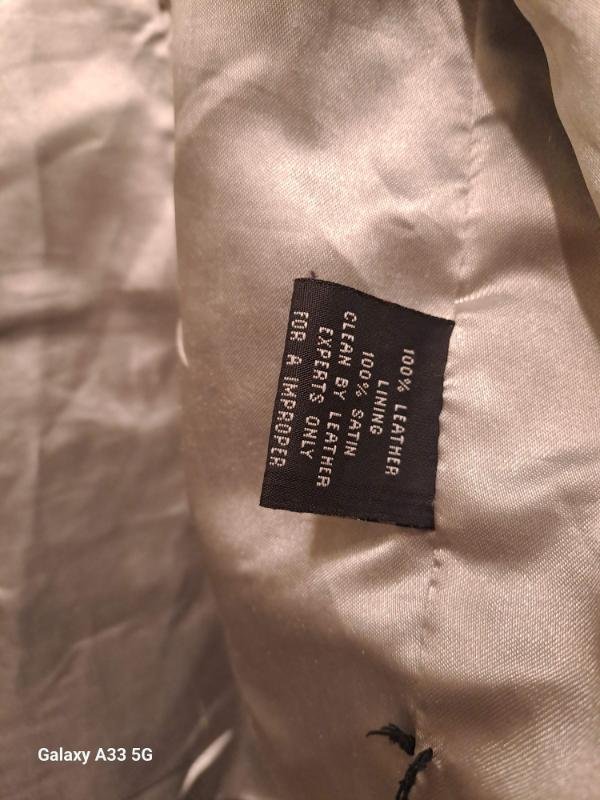 100% LEATHER
LINING
100% SATIN
CLEAN BY LEATHER
EXPERTS ONLY
FOR A IMPROPER
Galaxy A33 5G